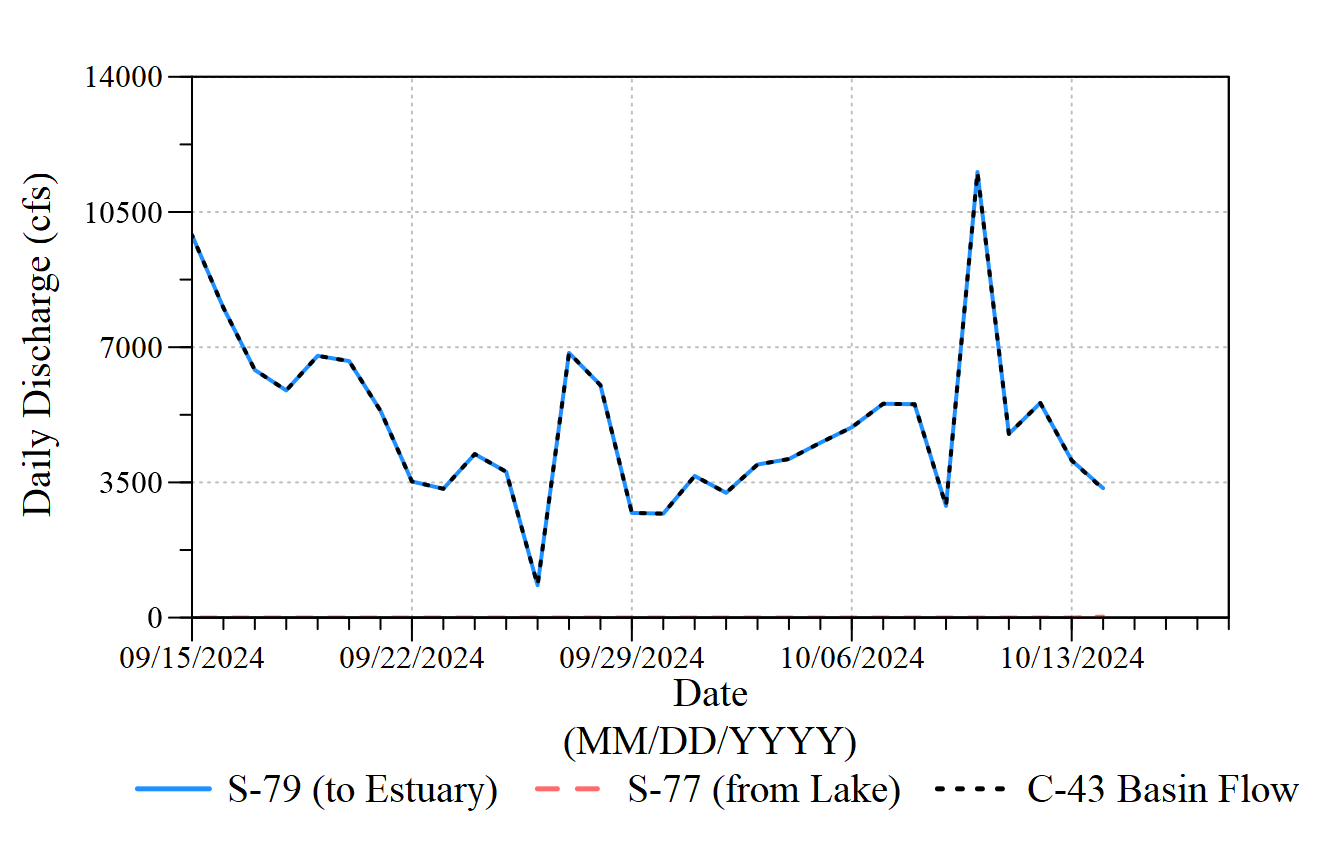 14000
10500
7000
3500
0
Daily Discharge (cfs)
09/15/2024 09/22/2024 09/29/2024 10/06/2024 10/13/2024
Date
(MM/DD/YYYY)
S-79 (to Estuary) S-77 (from Lake) C-43 Basin Flow